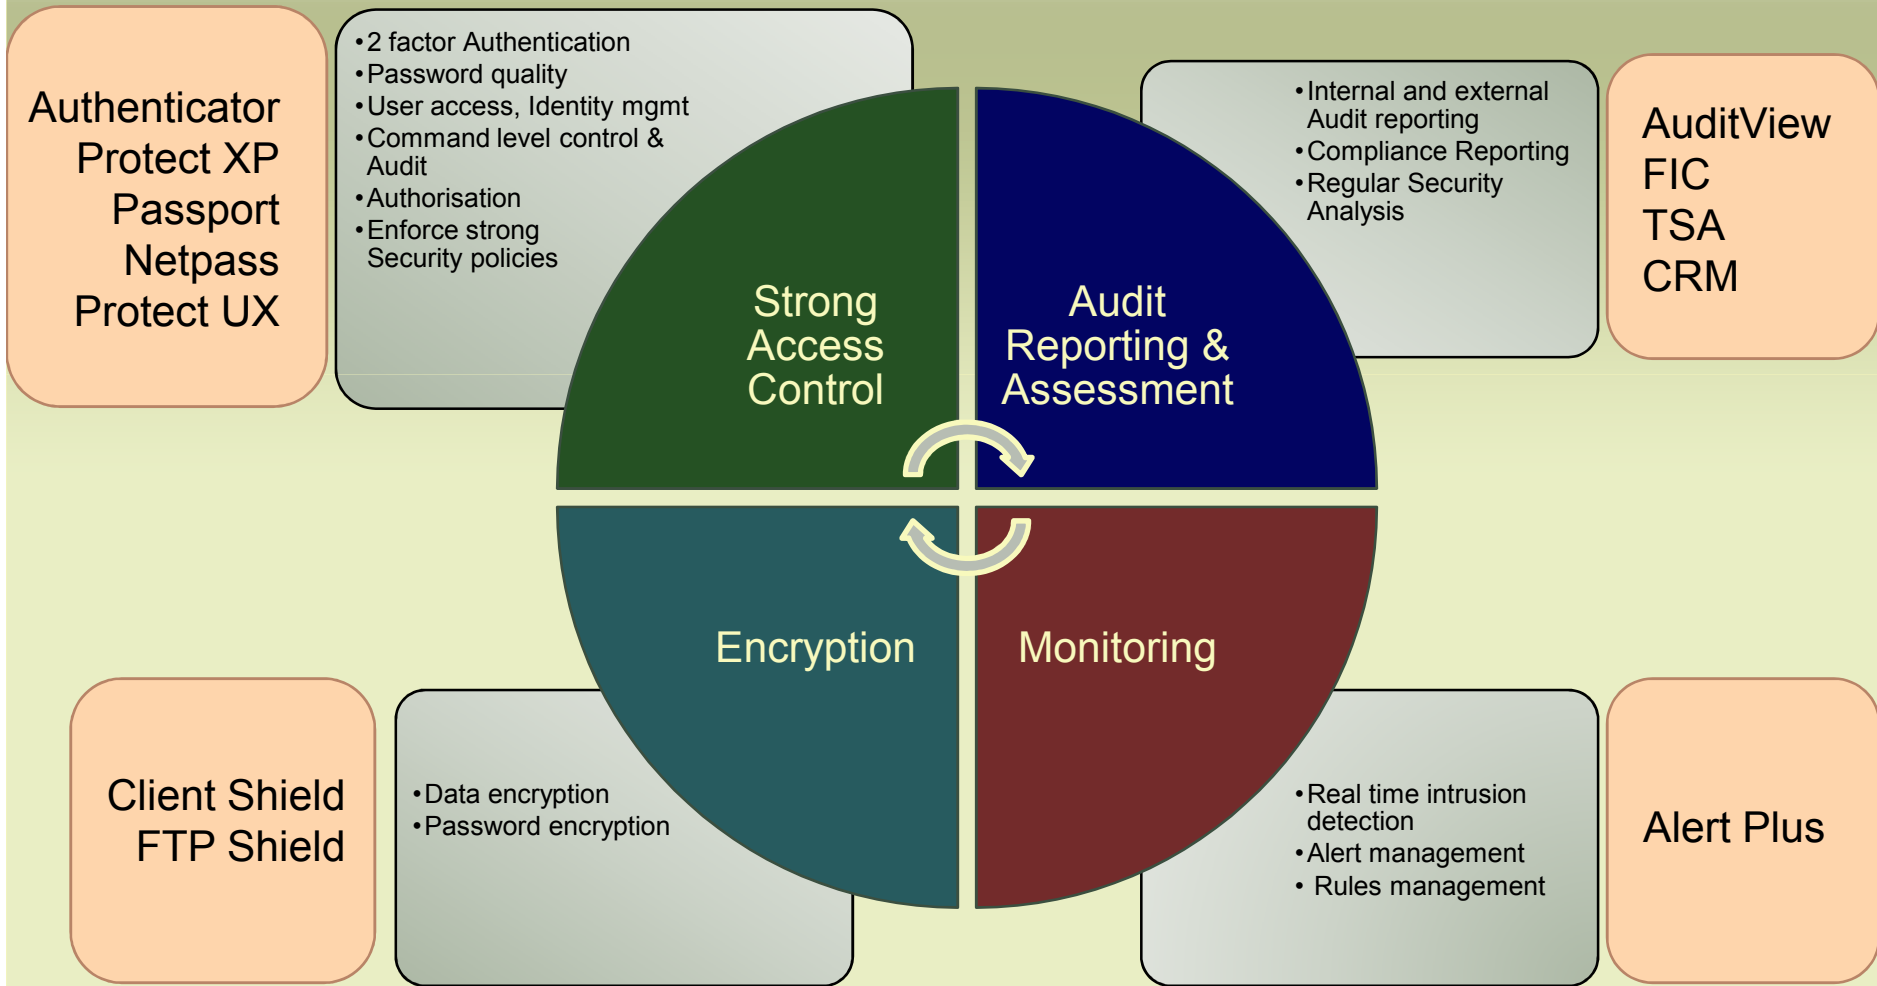 Authenticator
Protect XP
Passport
Netpass
Protect UX
•2 factor Authentication
•Password quality
•User access, Identity mgmt
•Command level control &
Audit
•Authorisation
•Enforce strong
Security policies
Strong
Access
Control
Audit
Reporting &
Assessment
•Internal and external
Audit reporting
•Compliance Reporting
•Regular Security
Analysis
AuditView
FIC
TSA
CRM
Client Shield
FTP Shield
•Data encryption
•Password encryption
Encryption
Monitoring
•Real time intrusion
detection
•Alert management
• Rules management
Alert Plus